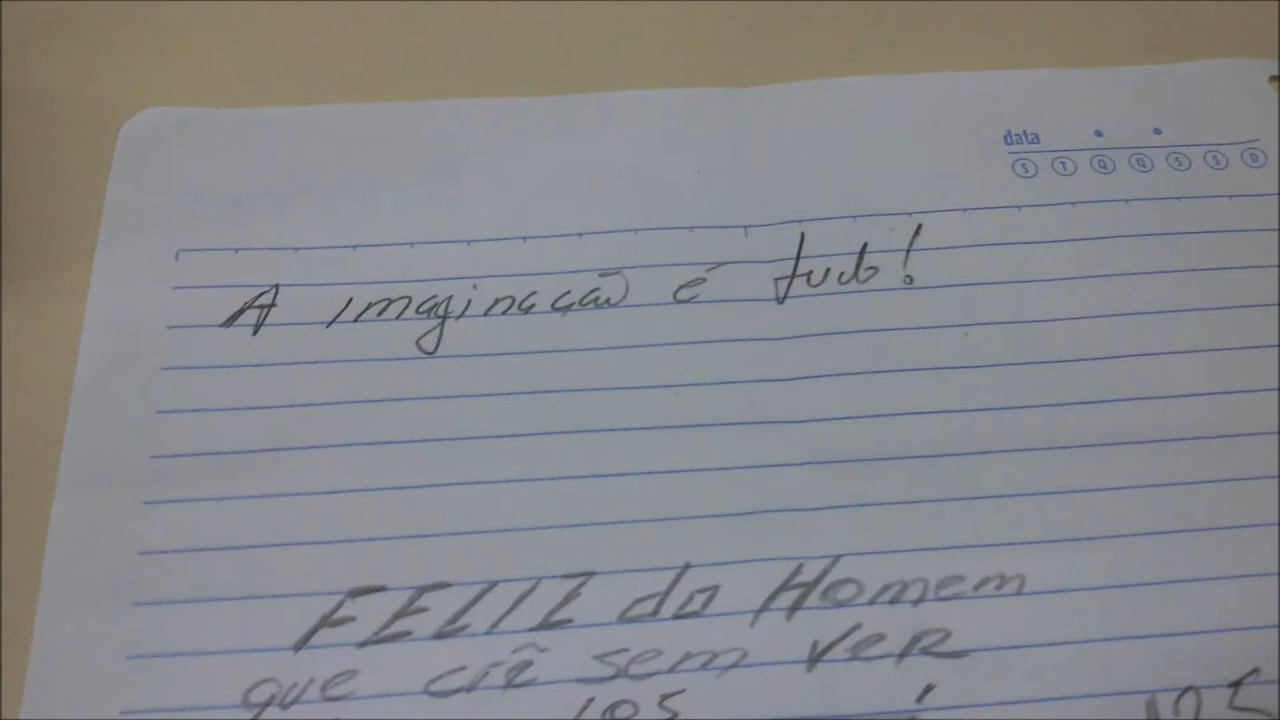 data
S T Q Q S S D
A imaginação é tudo!
FELIZ do Homem
que crê sem ver